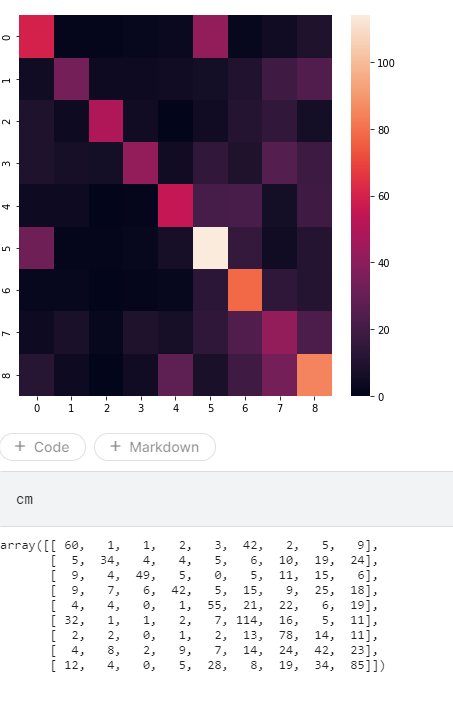 0
1
2
3
4
5
6
7
8
0 1 2 3 4 5 6 7 8
100
80
60
40
20
0
+ Code + Markdown
cm
array([[ 60, 1, 1, 2, 3, 42, 2, 5, 9],
[ 5, 34, 4, 4, 5, 6, 10, 19, 24],
[ 9, 4, 49, 5, 0, 5, 11, 15, 6],
[ 9, 7, 6, 42, 5, 15, 9, 25, 18],
[ 4, 4, 0, 1, 55, 21, 22, 6, 19],
[ 32, 1, 1, 2, 7, 114, 16, 5, 11],
[ 2, 2, 0, 1, 2, 13, 78, 14, 11],
[ 4, 8, 2, 9, 7, 14, 24, 42, 23],
[ 12, 4, 0, 5, 28, 8, 19, 34, 85]])